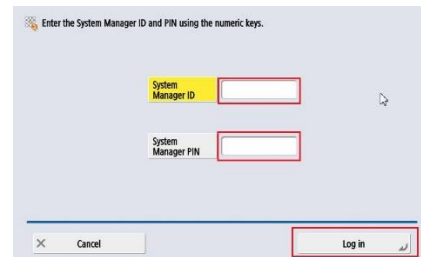 Enter the System Manager ID and PIN using the numeric keys.
System
Manager ID
System
Manager PIN
Cancel
Log in